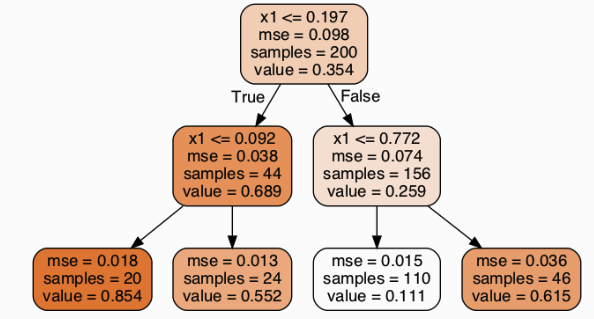 x1 <= 0.197
mse = 0.098
samples = 200
value = 0.354
True
False
x1 <= 0.092
mse = 0.038
samples = 44
value = 0.689
x1 <= 0.772
mse = 0.074
samples = 156
value = 0.259
mse = 0.018
samples = 20
value = 0.854
mse = 0.013
samples = 24
value = 0.552
mse = 0.015
samples = 110
value = 0.111
mse = 0.036
samples = 46
value = 0.615